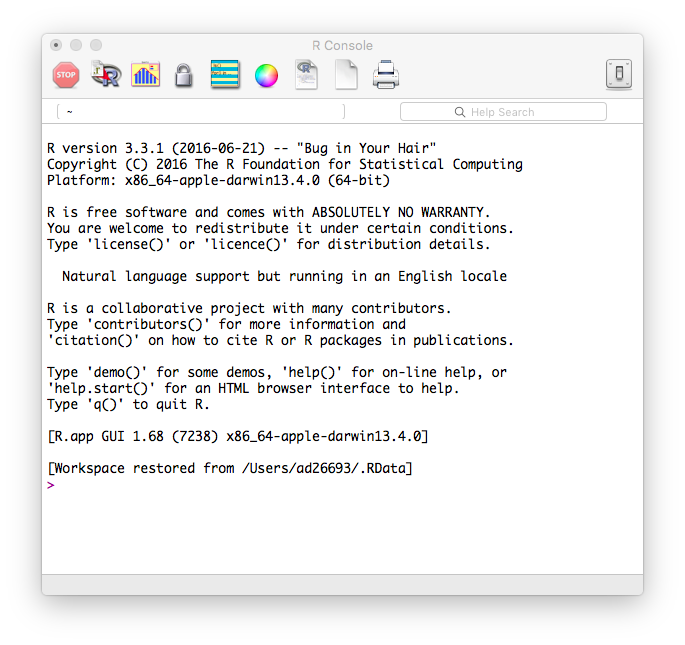 R Console
STOP
R
~
Help Search
R version 3.3.1 (2016-06-21) -- "Bug in Your Hair"
Copyright (C) 2016 The R Foundation for Statistical Computing
Platform: x86_64-apple-darwin13.4.0 (64-bit)
R is free software and comes with ABSOLUTELY NO WARRANTY.
You are welcome to redistribute it under certain conditions.
Type 'license()' or 'licence()' for distribution details.
Natural language support but running in an English locale
R is a collaborative project with many contributors.
Type 'contributors()' for more information and
'citation()' on how to cite R or R packages in publications.
Type 'demo()' for some demos, 'help()' for on-line help, or
'help.start()' for an HTML browser interface to help.
Type 'q()' to quit R.
[R.app GUI 1.68 (7238) x86_64-apple-darwin13.4.0]
[Workspace restored from /Users/ad26693/.RData]
>